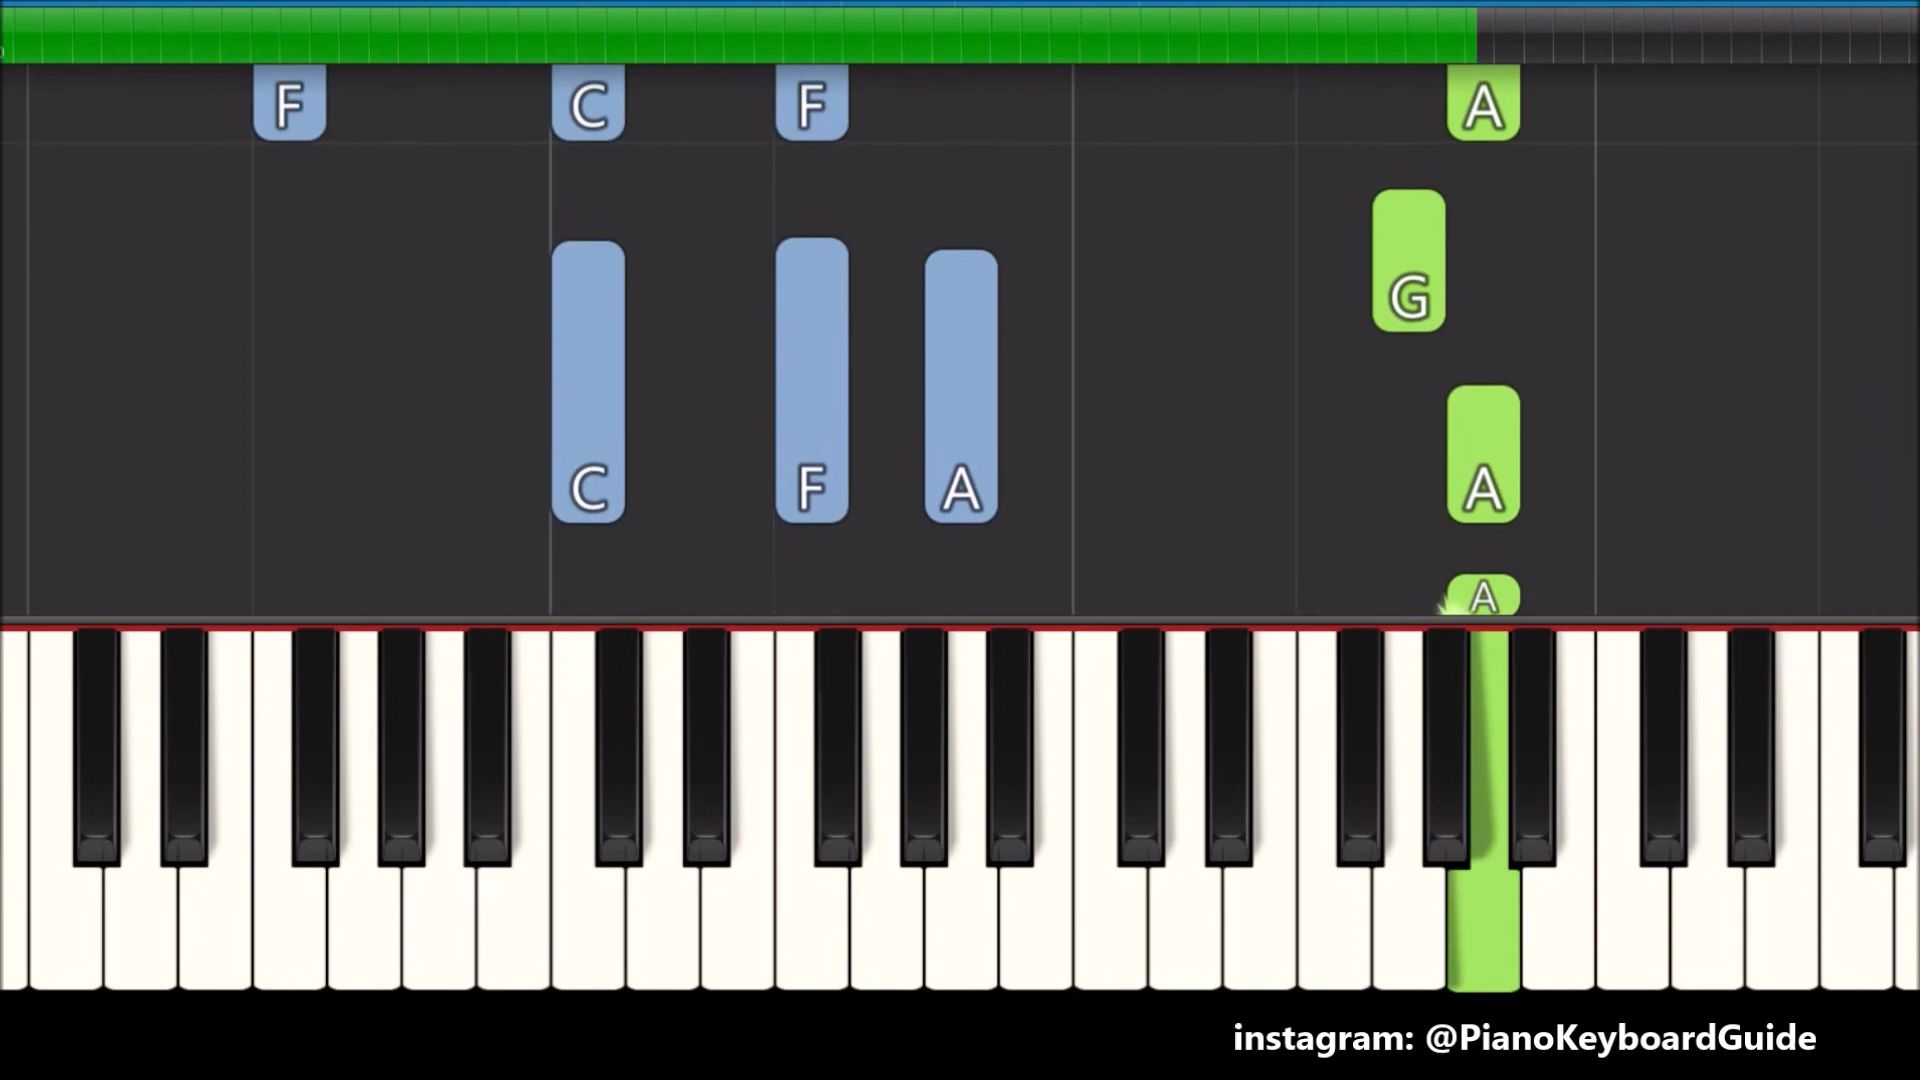 F C F A
G
C F A A
A
instagram: @PianoKeyboardGuide